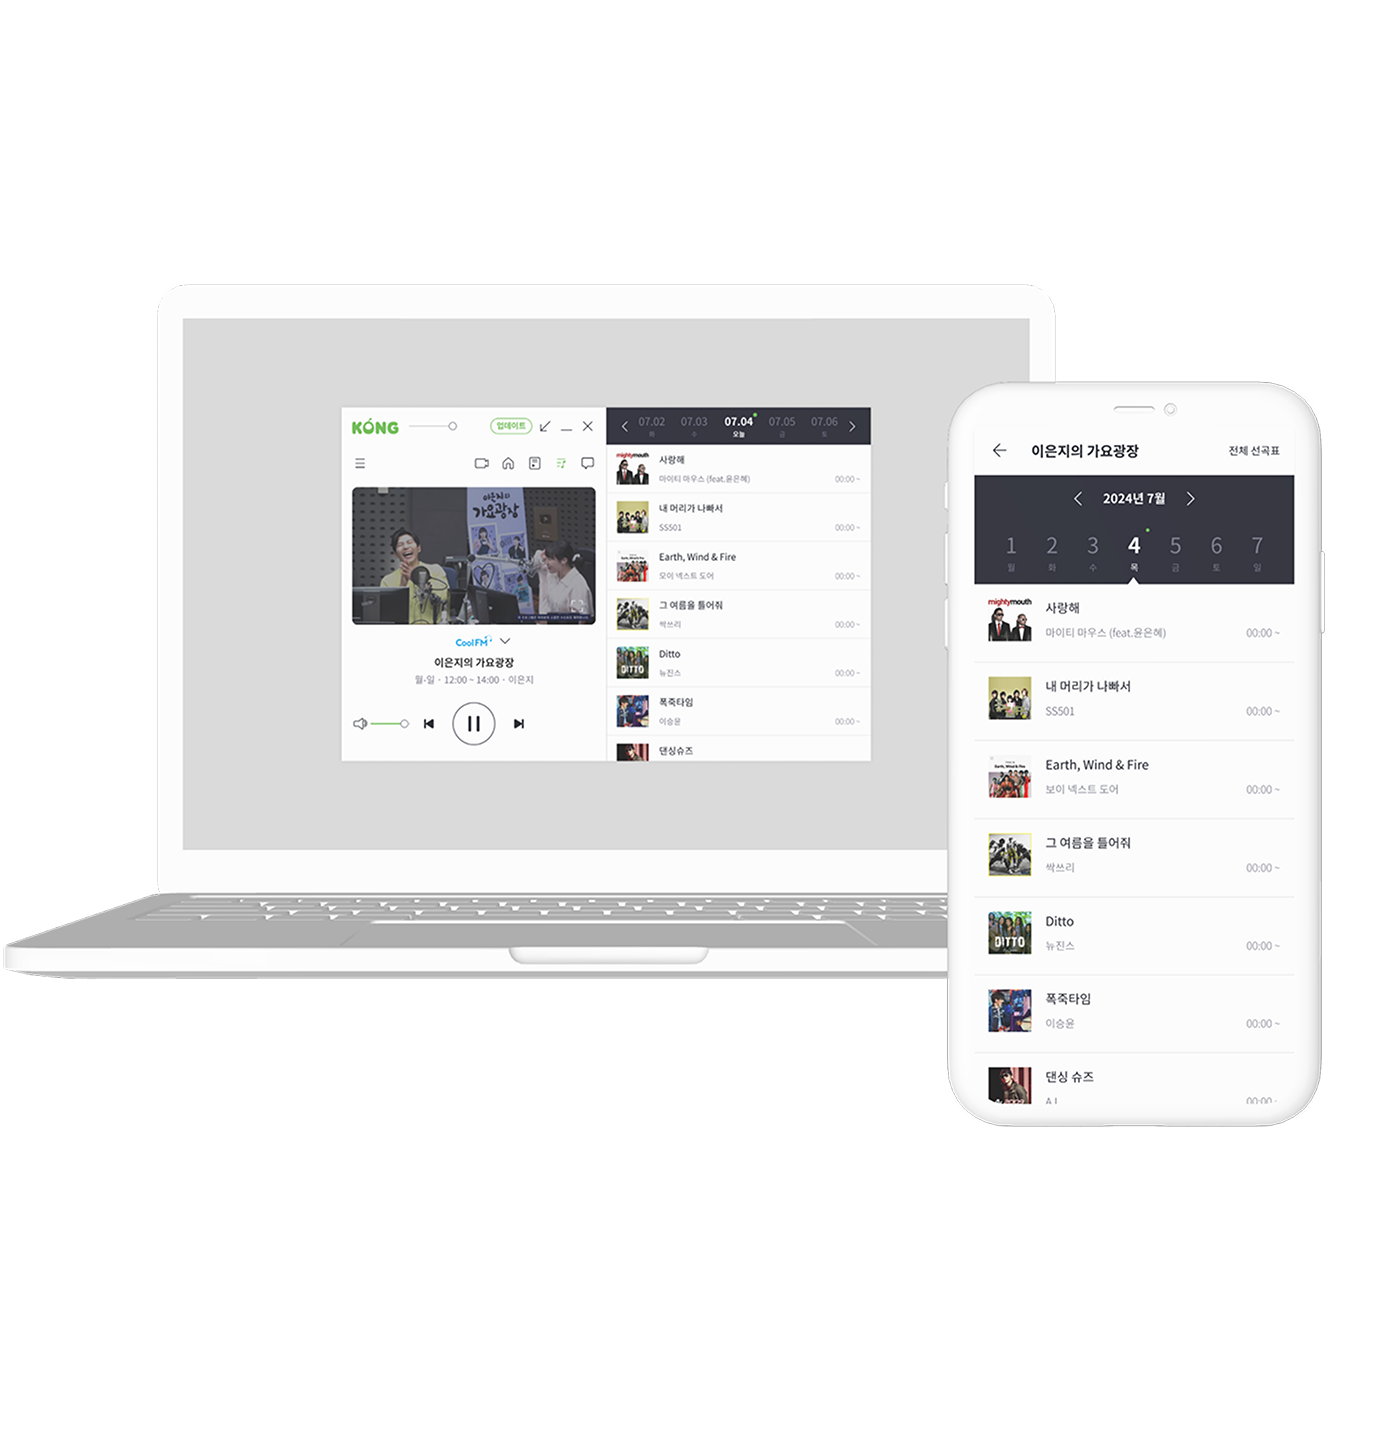 KONG
업데이트
이은지의
가요광장
CoolFM
이은지의 가요광장
월-일 · 12:00 ~ 14:00 · 이은지
07.02 07.03 07.04 07.05 07.06
수 오늘 금 토
mightymouth
사랑해
마이티 마우스 (feat.윤은혜)
00:00 ~
내 머리가 나빠서
SS501
00:00 ~
Earth, Wind & Fire
00:00 ~
그 여름을 틀어줘
싹쓰리
00:00 ~
DITTO
Ditto
뉴진스
00:00 ~
폭죽타임
이승윤
00:00 ~
댄싱슈즈
이은지의 가요광장
전체 선곡표
2024년 7월
1 2 3 4 5 6 7
월 화 수 목 금 토 일
mightymouth
사랑해
마이티 마우스 (feat.윤은혜)
00:00 ~
내 머리가 나빠서
SS501
00:00 ~
Earth, Wind & Fire
보이 넥스트 도어
00:00 ~
그 여름을 틀어줘
싹쓰리
00:00 ~
DITTO
Ditto
뉴진스
00:00 ~
폭죽타임
이승윤
00:00 ~
댄싱 슈즈